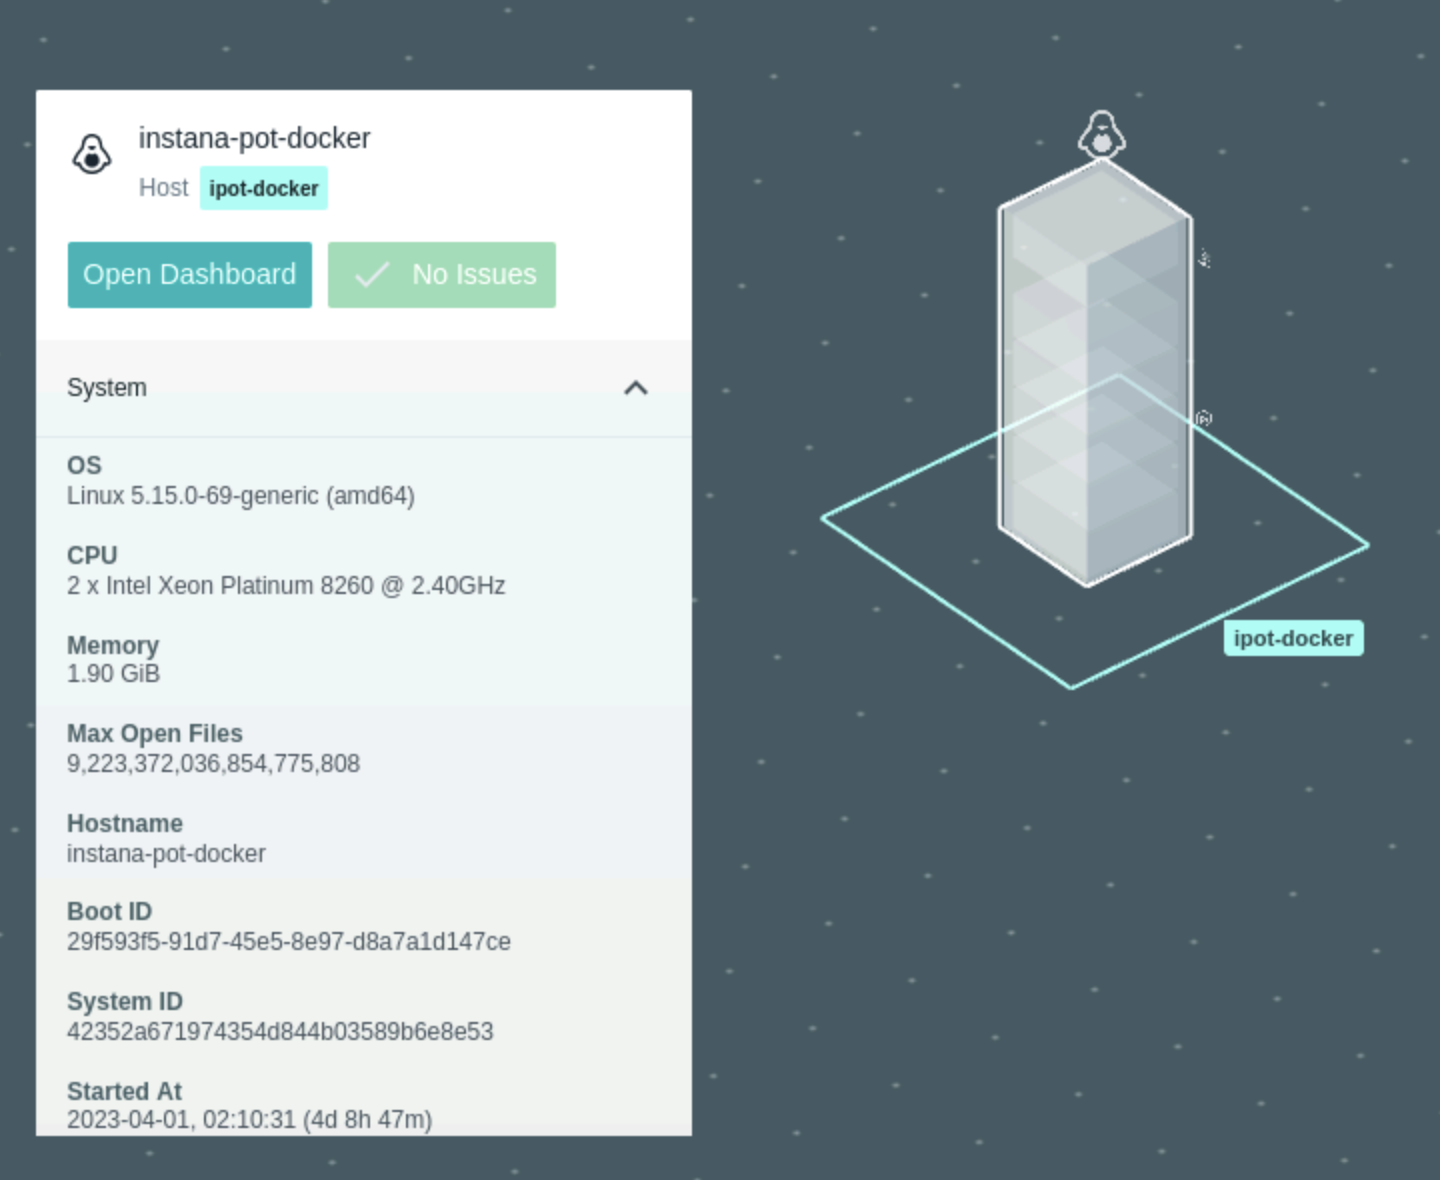 instana-pot-docker
Host ipot-docker
Open Dashboard
No Issues
System
OS
Linux 5.15.0-69-generic (amd64)
CPU
2 x Intel Xeon Platinum 8260 @ 2.40GHz
Memory
1.90 GiB
Max Open Files
9,223,372,036,854,775,808
Hostname
instana-pot-docker
Boot ID
29f593f5-91d7-45e5-8e97-d8a7a1d147ce
System ID
42352a671974354d844b03589b6e8e53
Started At
2023-04-01, 02:10:31 (4d 8h 47m)
ipot-docker